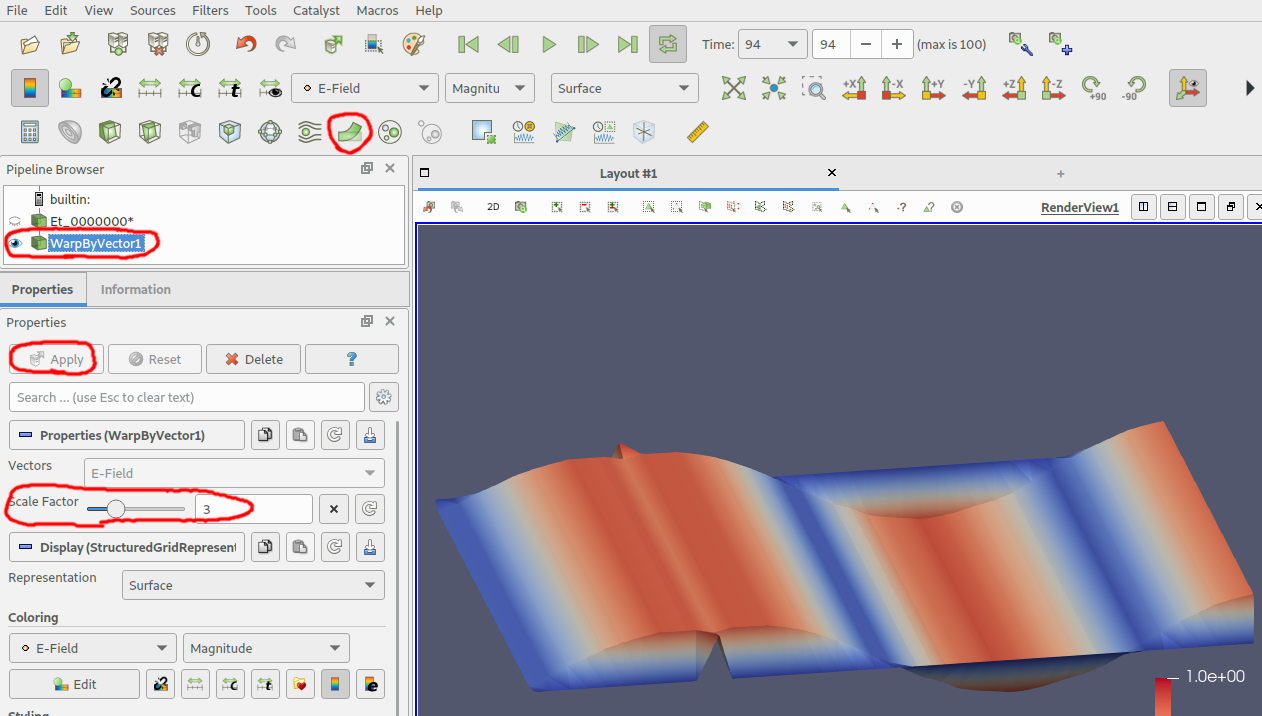 File Edit View Sources Filters Tools Catalyst Macros Help
Time: 94 94 (max is 100)
E-Field Magnitu Surface +X -X +Y -Y +Z -Z +90 -90
Pipeline Browser
Layout #1
builtin:
Et_0000000*
2D
RenderView1
WarpByVector1
Properties Information
Properties
Apply Reset Delete ?
Search ... (use Esc to clear text)
Properties (WarpByVector1)
Vectors E-Field
Scale Factor 3
Display (StructuredGridRepresent
Representation Surface
Coloring
E-Field Magnitude
1.0e+00
Edit
Styling